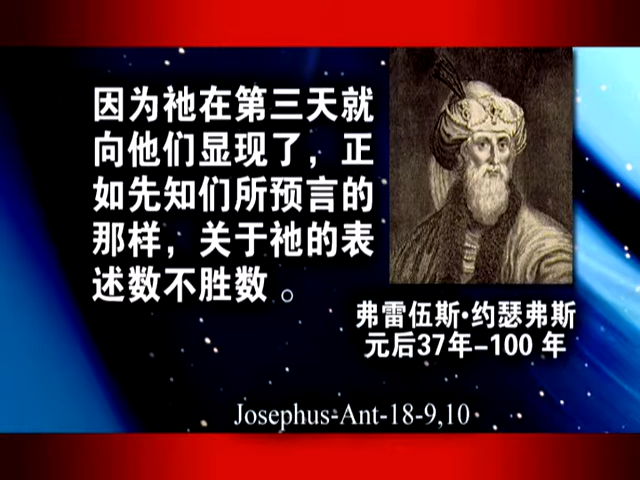 因为祂在第三天就
向他们显现了，正
如先知们所预言的
那样，关于祂的表
述数不胜数 。
弗雷伍斯·约瑟弗斯
元后37年–100 年
Josephus-Ant-18-9,10